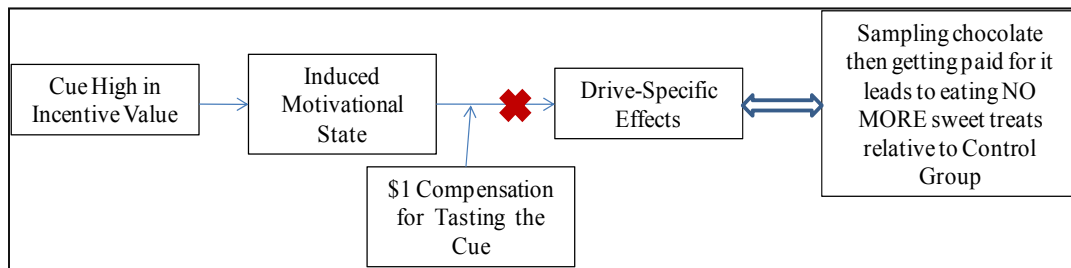 Cue High in
Incentive Value
Induced
Motivational
State
$1 Compensation
for Tasting the
Cue
Drive-Specific
Effects
Sampling chocolate
then getting paid for it
leads to eating NO
MORE sweet treats
relative to Control
Group